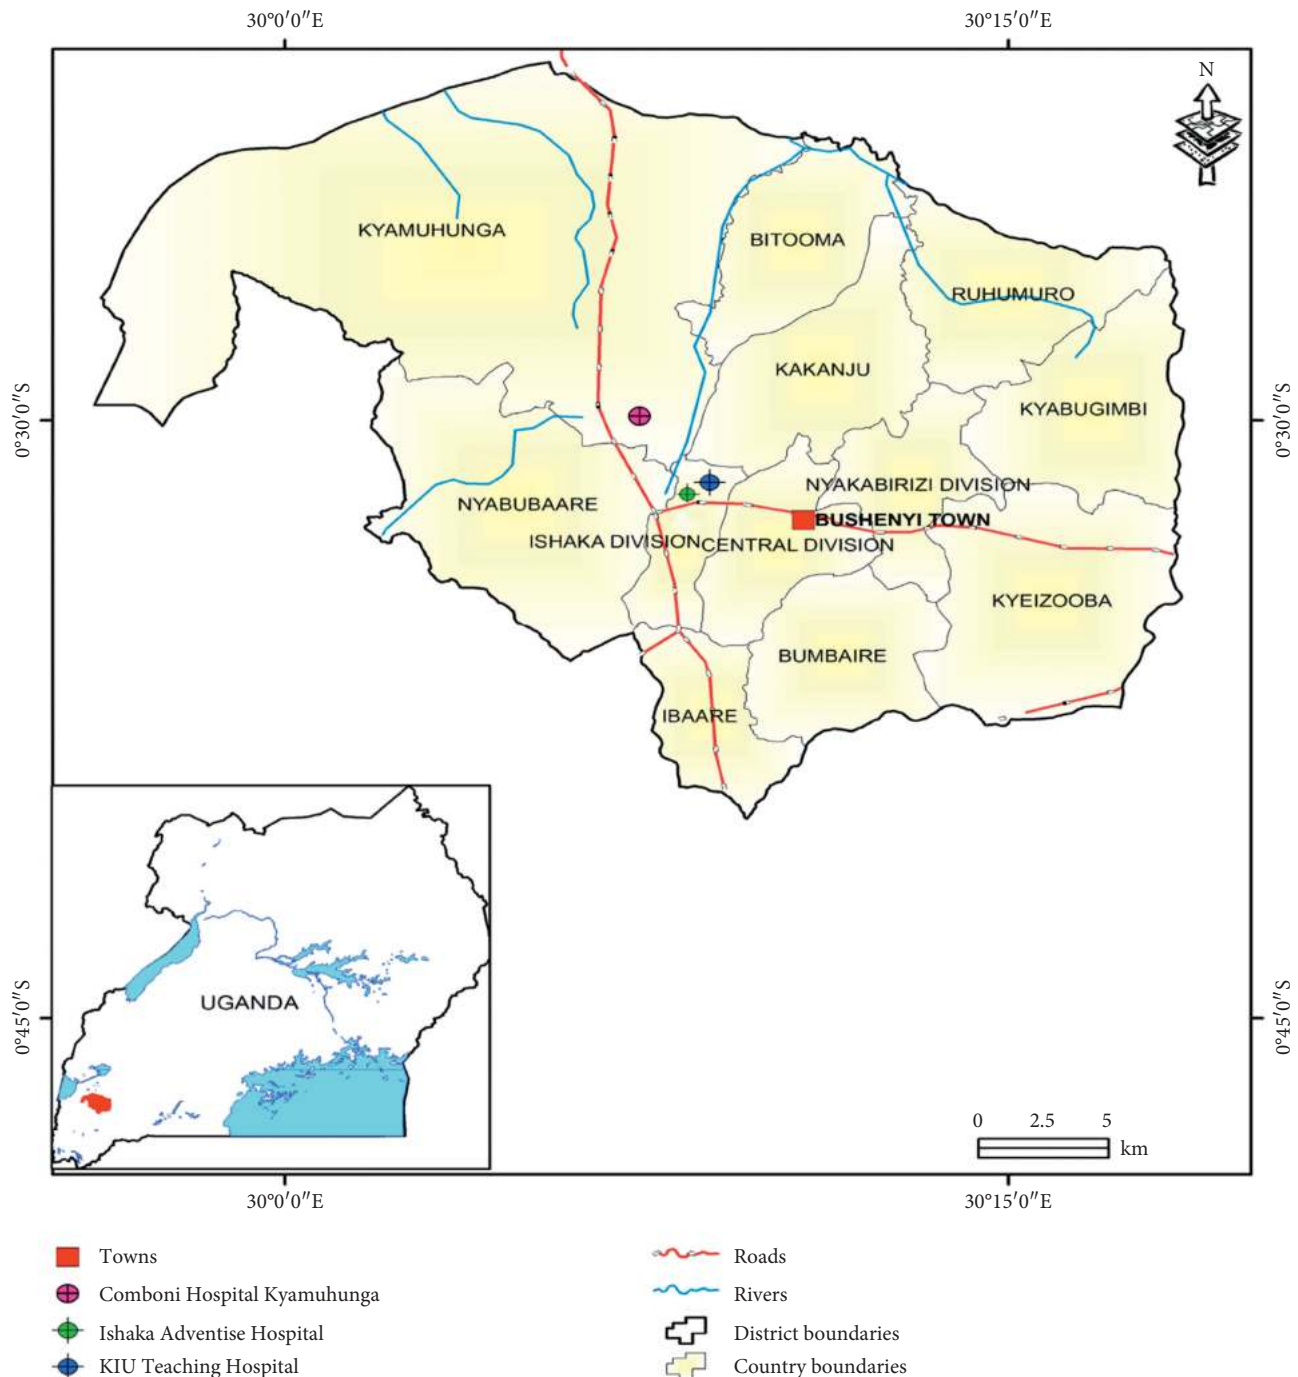 30°0′0″E
30°15′0″E
N
KYAMUHUNGA
BITOOMA
RUHUMURO
KAKANJU
KYABUGIMBI
0°30′0″S
0°30′0″S
NYAKABIRIZI DIVISION
NYABUBAARE
BUSHENYI TOWN
ISHAKA DIVISION
CENTRAL DIVISION
KYEIZOOBA
BUMBAIRE
IBAARE
UGANDA
0°45′0″S
0°45′0″S
0 2.5 5
km
30°0′0″E
30°15′0″E
Towns
Comboni Hospital Kyamuhunga
Ishaka Adventise Hospital
KIU Teaching Hospital
Roads
Rivers
District boundaries
Country boundaries